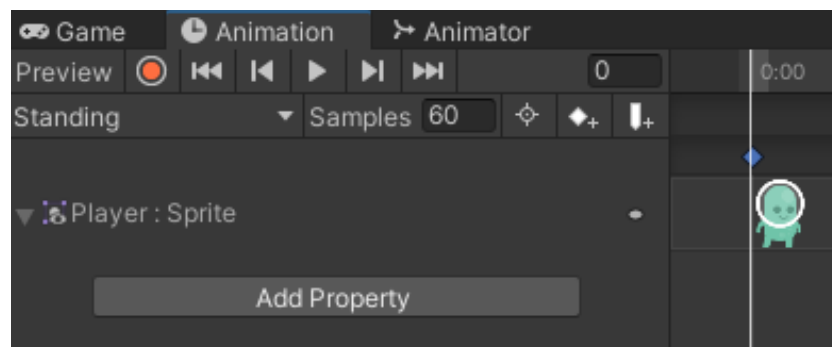 Game Animation Animator
Preview 0 0:00
Standing Samples 60
Player : Sprite
Add Property